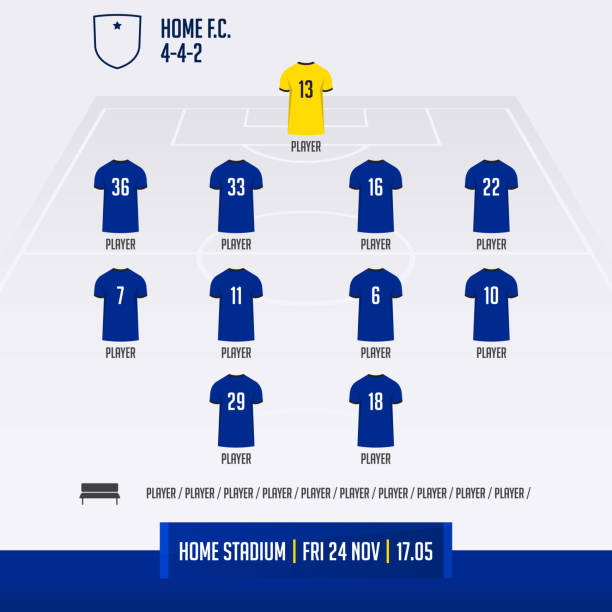 HOME F.C.
4-4-2
13
PLAYER
36 33 16 22
PLAYER PLAYER PLAYER PLAYER
7 11 6 10
PLAYER PLAYER PLAYER PLAYER
29 18
PLAYER PLAYER
PLAYER / PLAYER / PLAYER / PLAYER / PLAYER / PLAYER / PLAYER / PLAYER / PLAYER / PLAYER /
HOME STADIUM | FRI 24 NOV | 17.05